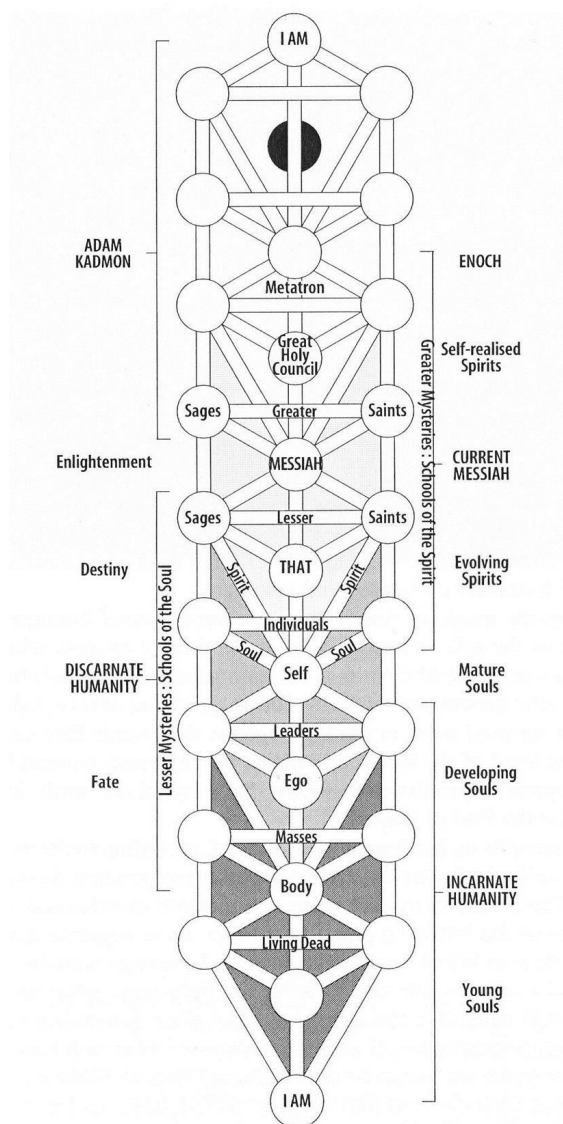 I AM
ADAM
KADMON
ENOCH
Metatron
Great
Holy
Council
Self-realised
Spirits
Sages
Greater
Saints
Greater Mysteries : Schools of the Spirit
Enlightenment
MESSIAH
CURRENT
MESSIAH
Sages
Lesser
Saints
Destiny
Spirit
THAT
Spirit
Evolving
Spirits
Individuals
Soul
Soul
DISCARNATE
HUMANITY
Lesser Mysteries : Schools of the Soul
Self
Mature
Souls
Leaders
Fate
Ego
Developing
Souls
Masses
Body
INCARNATE
HUMANITY
Living Dead
Young
Souls
I AM